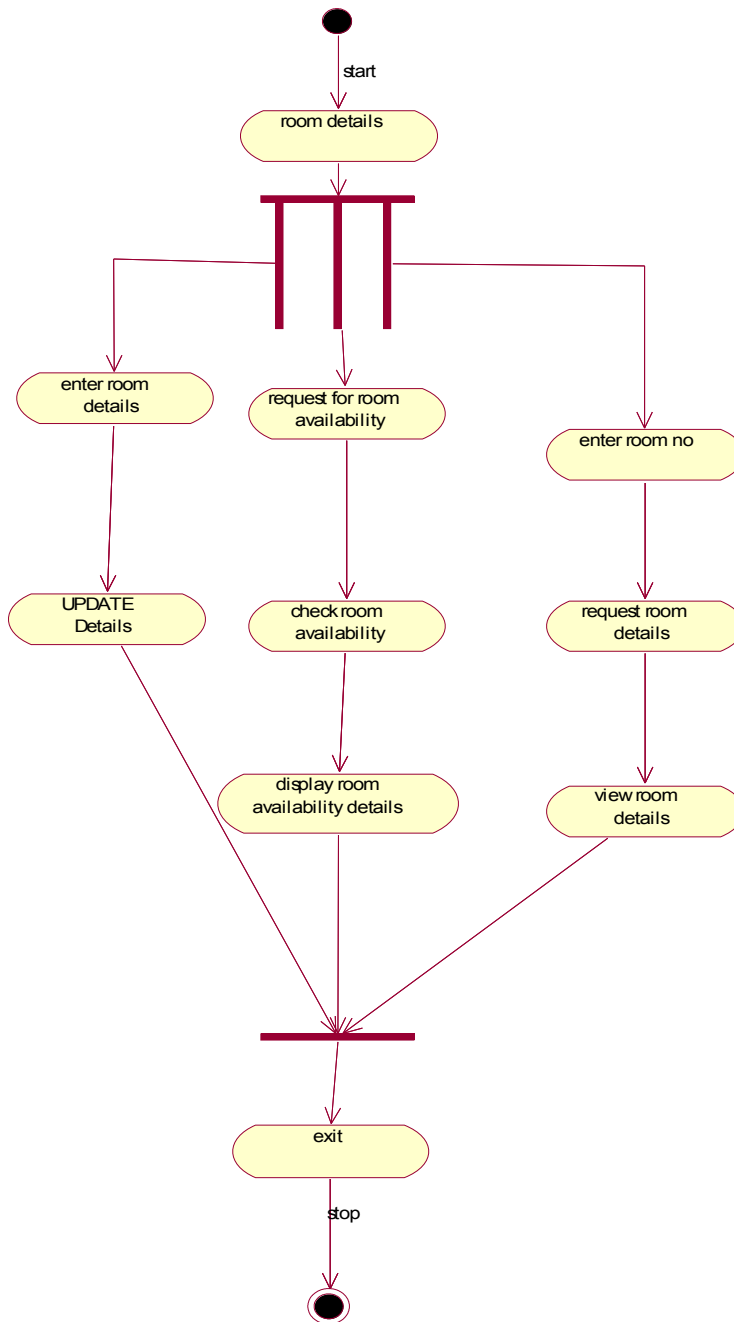 start
room details
enter room
details
request for room
availability
enter room no
UPDATE
Details
check room
availability
request room
details
display room
availability details
view room
details
exit
stop